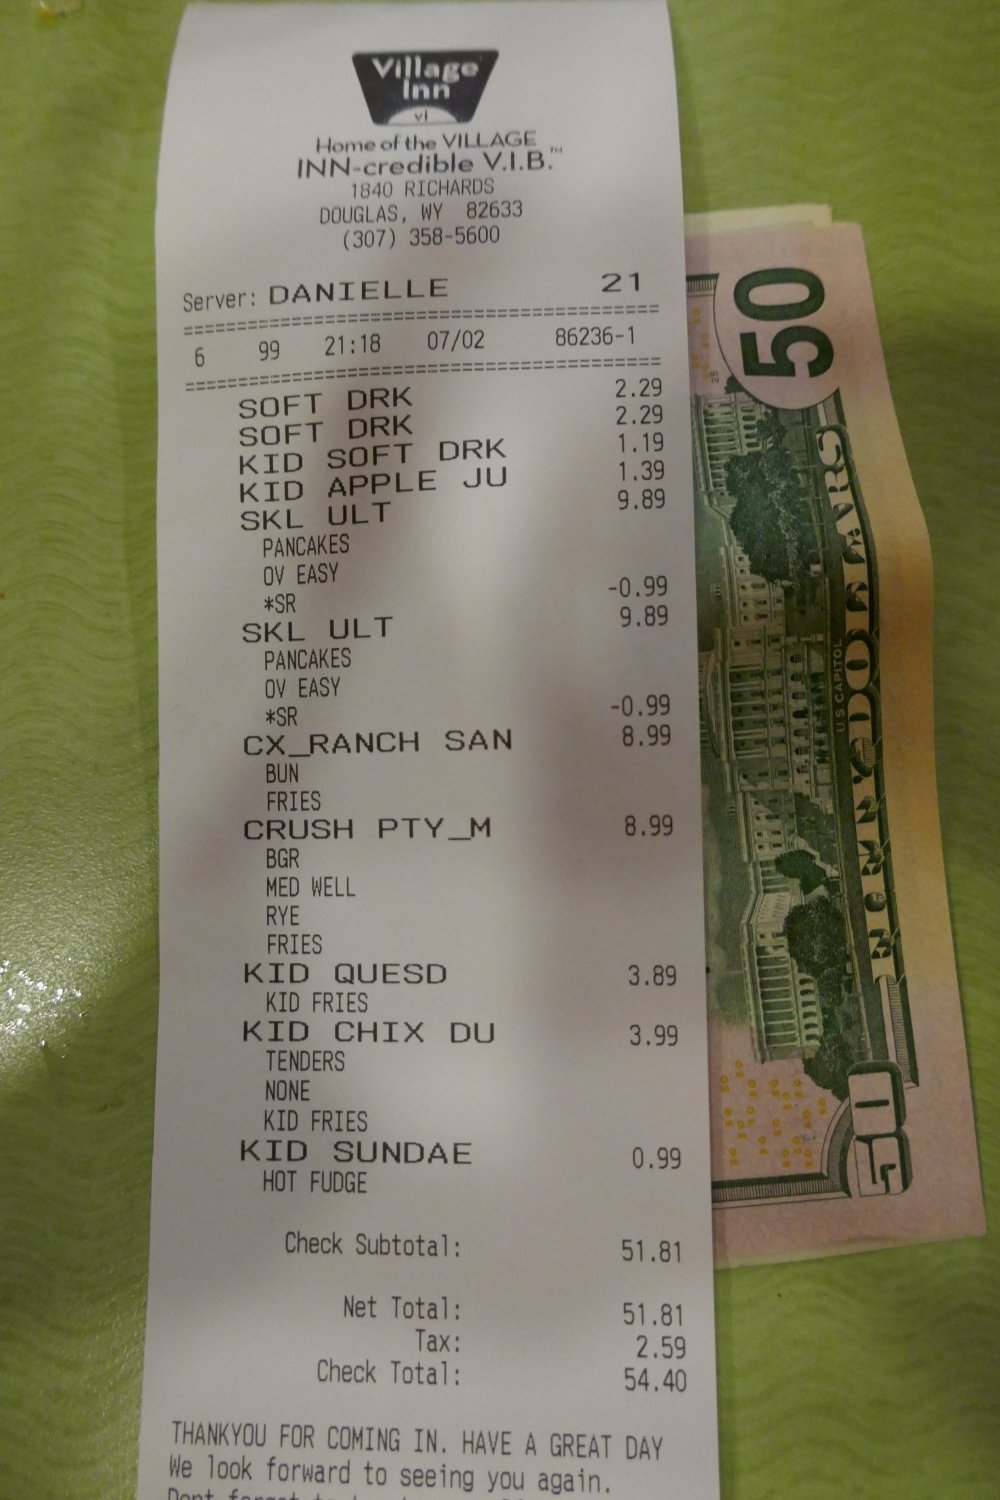 Village
Inn
vi
Home of the VILLAGE
INN-credible V.I.B.™
1840 RICHARDS
DOUGLAS, WY 82633
(307) 358-5600
Server: DANIELLE 21
6 99 21:18 07/02 86236-1
SOFT DRK 2.29
SOFT DRK 2.29
KID SOFT DRK 1.19
KID APPLE JU 1.39
SKL ULT 9.89
PANCAKES
OV EASY
*SR -0.99
SKL ULT 9.89
PANCAKES
OV EASY
*SR -0.99
CX_RANCH SAN 8.99
BUN
FRIES
CRUSH PTY_M 8.99
BGR
MED WELL
RYE
FRIES
KID QUESD 3.89
KID FRIES
KID CHIX DU 3.99
TENDERS
NONE
KID FRIES
KID SUNDAE 0.99
HOT FUDGE
Check Subtotal: 51.81
Net Total: 51.81
Tax: 2.59
Check Total: 54.40
THANKYOU FOR COMING IN. HAVE A GREAT DAY
We look forward to seeing you again.
50
U.S. CAPITOL
DOLLARS
50